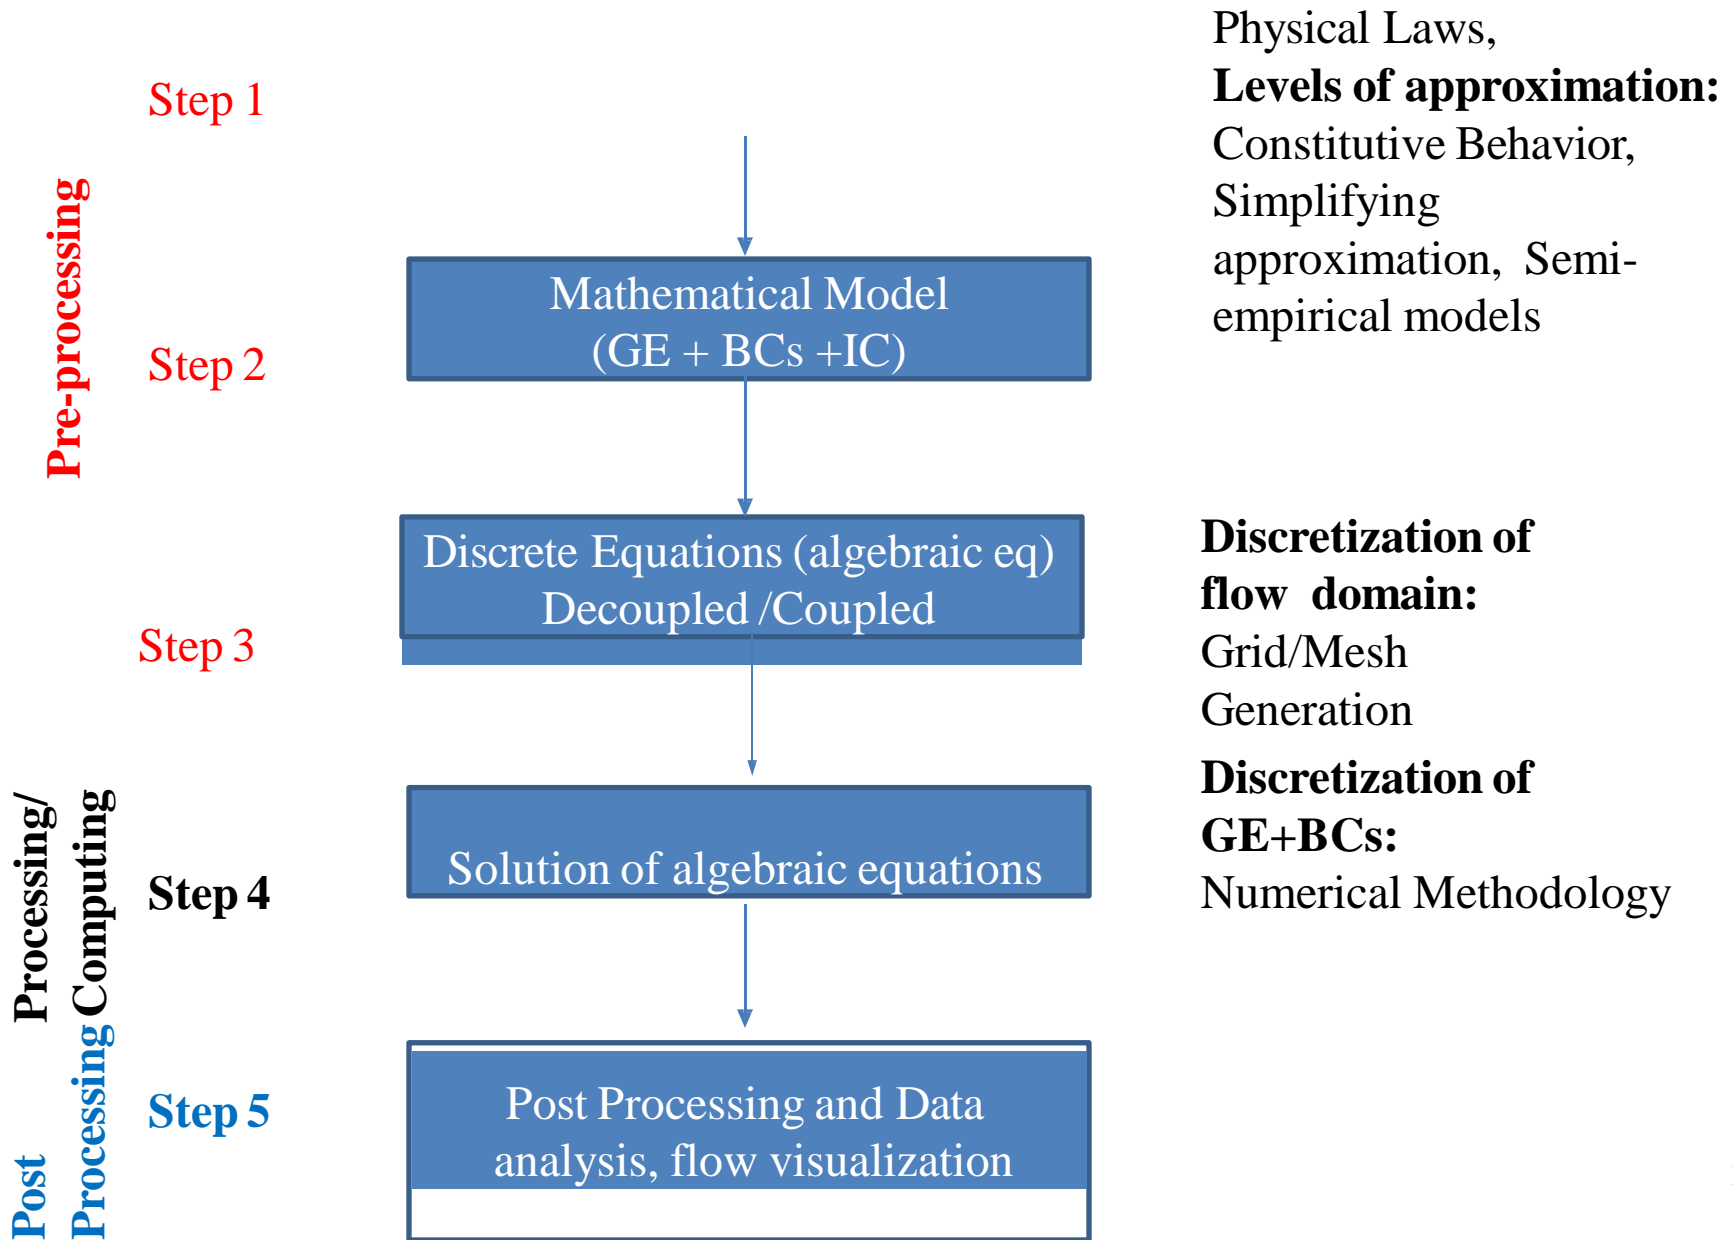 Physical Laws,
Levels of approximation:
Constitutive Behavior,
Simplifying
approximation, Semi-
empirical models
Step 1
Pre-processing
Mathematical Model
(GE + BCs +IC)
Step 2
Discrete Equations (algebraic eq)
Decoupled /Coupled
Step 3
Discretization of
flow domain:
Grid/Mesh
Generation
Discretization of
GE+BCs:
Numerical Methodology
Processing/
Computing
Solution of algebraic equations
Step 4
Post
Processing
Step 5
Post Processing and Data
analysis, flow visualization